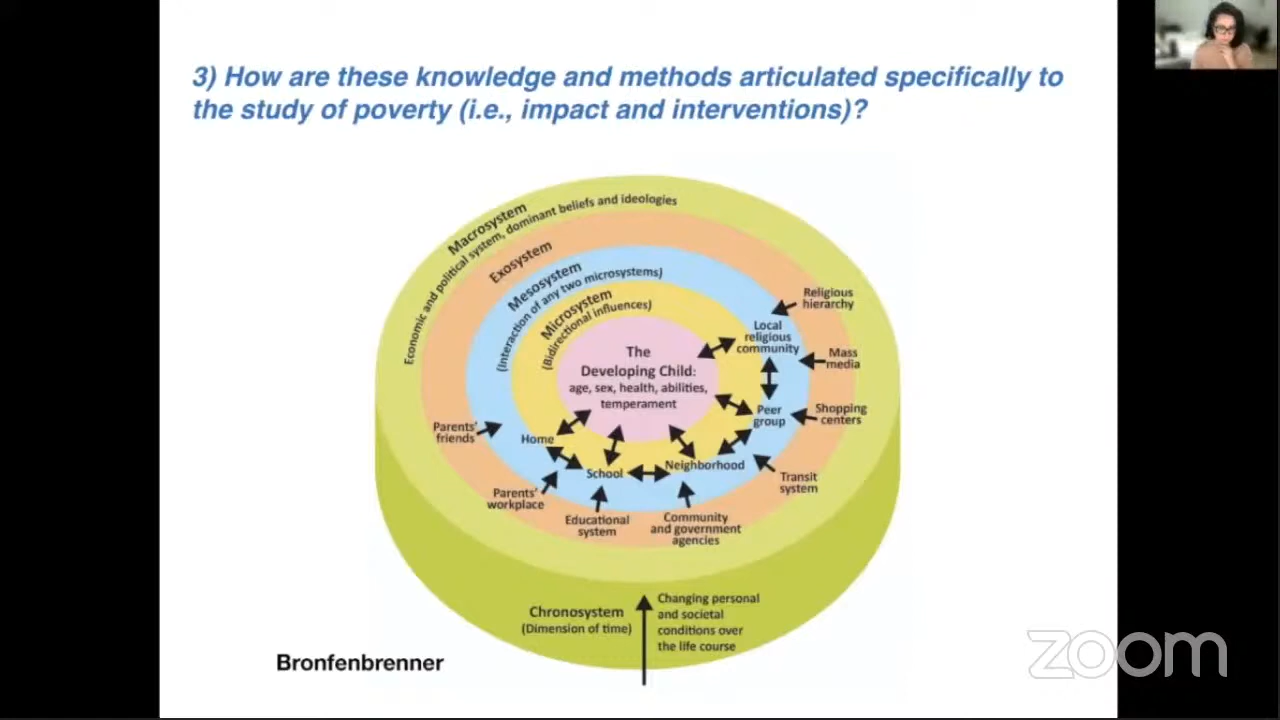 3) How are these knowledge and methods articulated specifically to
the study of poverty (i.e., impact and interventions)?
Macrosystem
Economic and political system, dominant beliefs and ideologies
Exosystem
Mesosystem
(Interaction of any two microsystems)
Microsystem
(Bidirectional influences)
The
Developing Child:
age, sex, health, abilities,
temperament
Religious
hierarchy
Local
religious
community
Mass
media
Peer
group
Shopping
centers
Parents'
friends
Home
School
Neighborhood
Transit
system
Parents'
workplace
Educational
system
Community
and government
agencies
Chronosystem
(Dimension of time)
Changing personal
and societal
conditions over
the life course
Bronfenbrenner
zoom